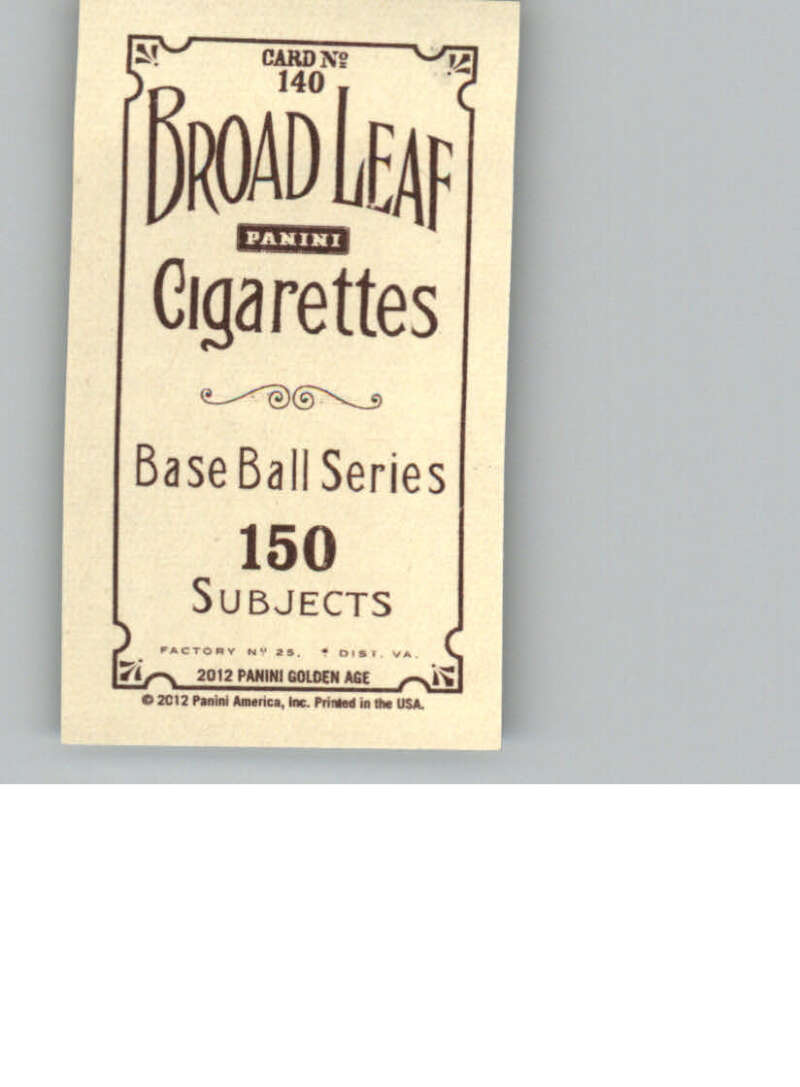 CARD Nº
140
BROAD LEAF
PANINI
Cigarettes
Base Ball Series
150
SUBJECTS
FACTORY Nº 25, DIST. VA.
2012 PANINI GOLDEN AGE
© 2012 Panini America, Inc. Printed in the USA.